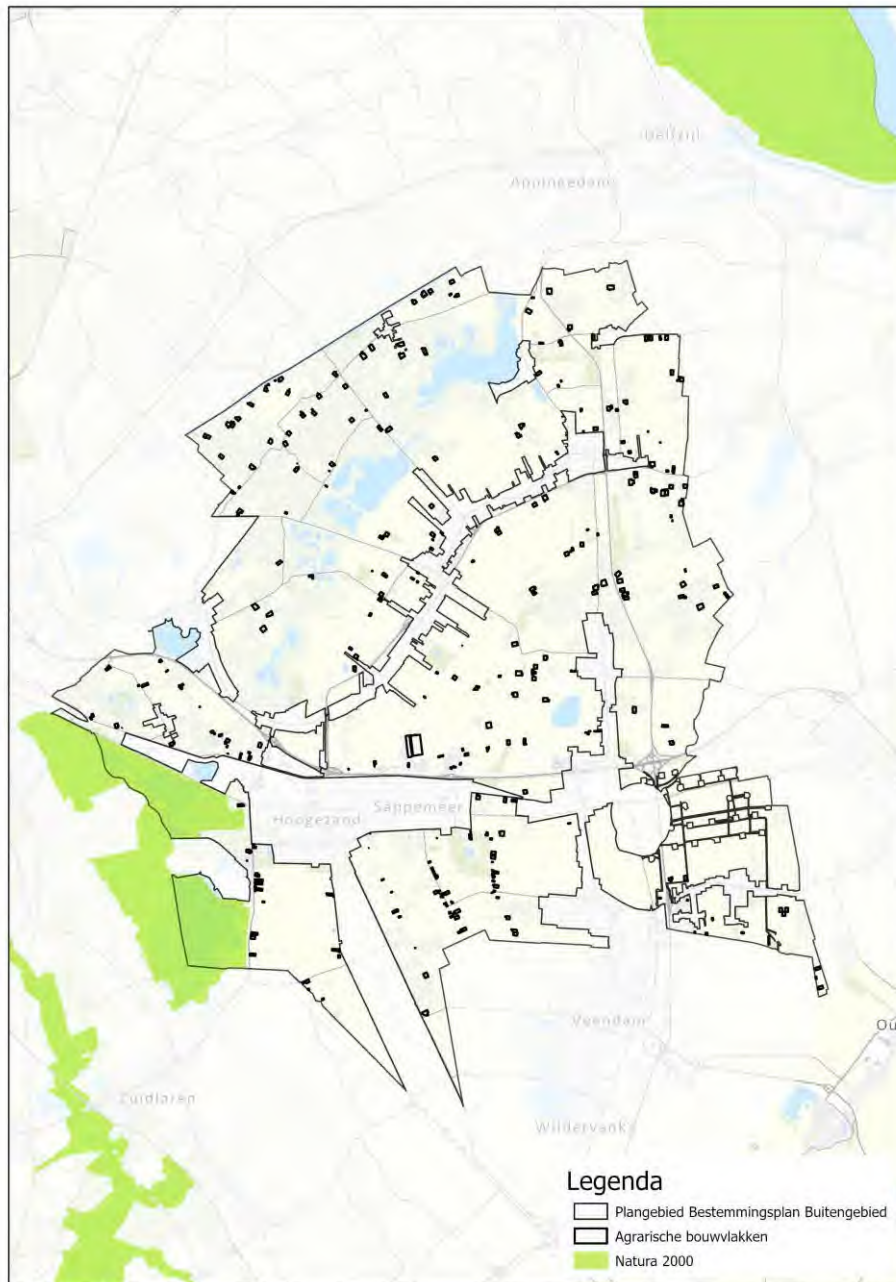 Delfzijl
Appingedam
Hoogezand
Sappemeer
Veendam
Zuidlaren
Wildervank
Legenda
Plangebied Bestemmingsplan Buitengebied
Agrarische bouwvlakken
Natura 2000